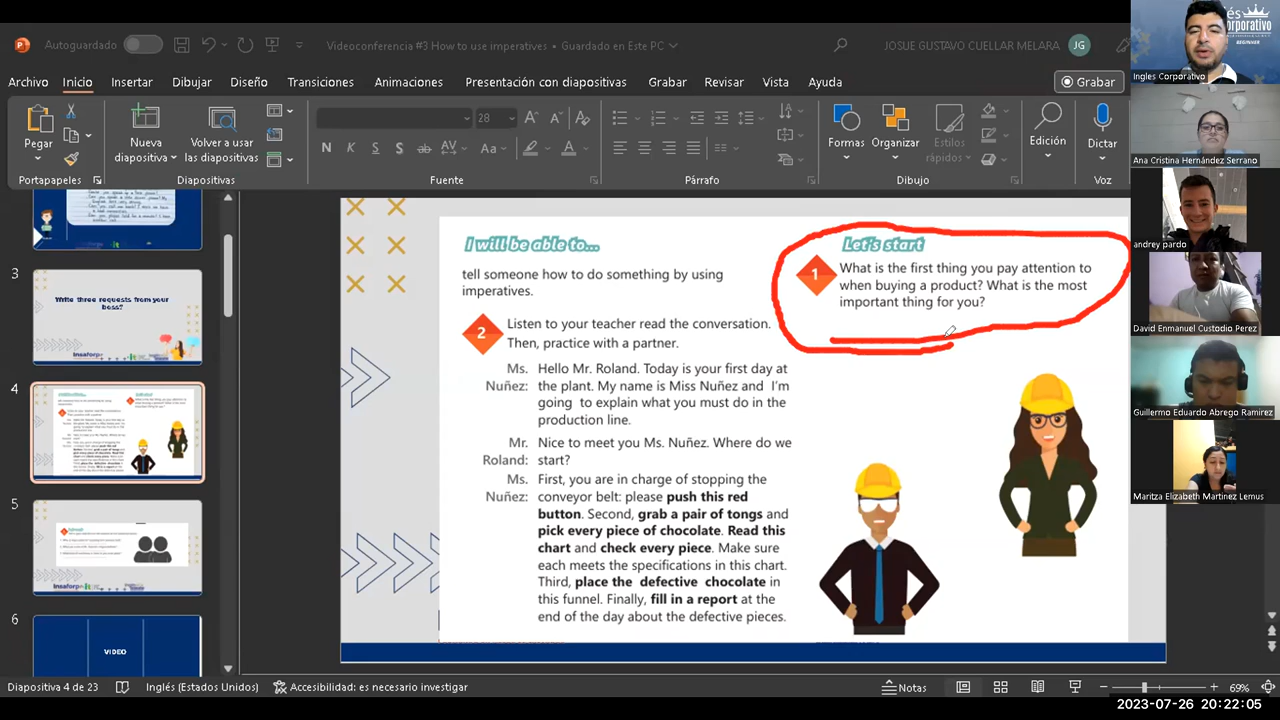 Autoguardado
Videoconferencia #3 How to use imperatives • Guardado en Este PC
JOSUE GUSTAVO CUELLAR MELARA
JG
Archivo Inicio Insertar Dibujar Diseño Transiciones Animaciones Presentación con diapositivas Grabar Revisar Vista Ayuda
Grabar
28
Pegar
Nueva diapositiva
Volver a usar las diapositivas
Formas
Organizar
Estilos rápidos
Edición
Dictar
Portapapeles
Diapositivas
Fuente
Párrafo
Dibujo
Voz
3
Write three requests from your boss?
Insaforp
4
5
Insaforp
6
VIDEO
I will be able to...
tell someone how to do something by using
imperatives.
2
Listen to your teacher read the conversation.
Then, practice with a partner.
Ms. Hello Mr. Roland. Today is your first day at
Nuñez: the plant. My name is Miss Nuñez and I'm
going to explain what you must do in the
production line.
Mr. Nice to meet you Ms. Nuñez. Where do we
Roland: start?
Ms. First, you are in charge of stopping the
Nuñez: conveyor belt: please push this red
button. Second, grab a pair of tongs and
pick every piece of chocolate. Read this
chart and check every piece. Make sure
each meets the specifications in this chart.
Third, place the defective chocolate in
this funnel. Finally, fill in a report at the
end of the day about the defective pieces.
Let's start
1
What is the first thing you pay attention to
when buying a product? What is the most
important thing for you?
Ingles Corporativo
Ana Cristina Hernández Serrano
andrey pardo
David Enmanuel Custodio Perez
Guillermo Eduardo Abrego Ramirez
Maritza Elizabeth Martinez Lemus
Diapositiva 4 de 23
Inglés (Estados Unidos)
Accesibilidad: es necesario investigar
Notas
69%
2023-07-26 20:22:05